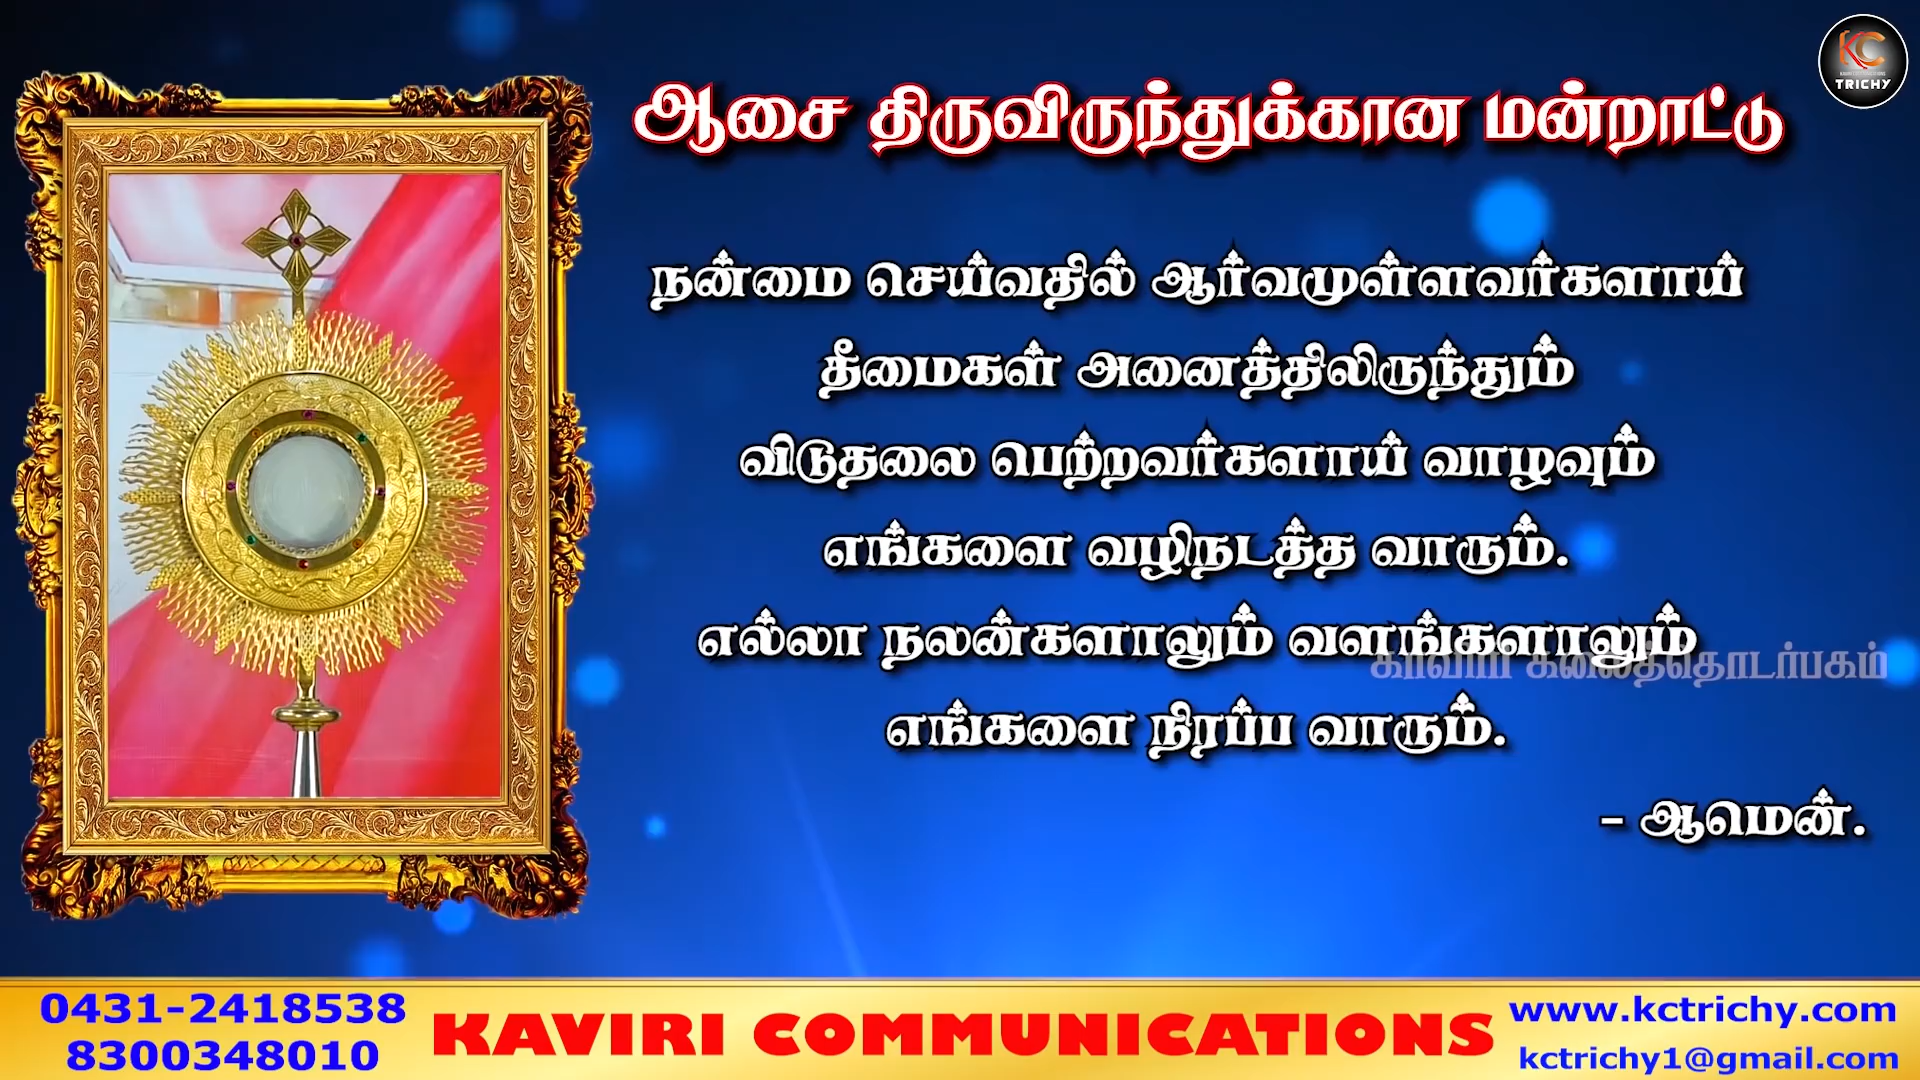 KC
TRICHY
ஆசை திருவிருந்துக்கான மன்றாட்டு
நன்மை செய்வதில் ஆர்வமுள்ளவர்களாய்
தீமைகள் அனைத்திலிருந்தும்
விடுதலை பெற்றவர்களாய் வாழவும்
எங்களை வழிநடத்த வாரும்.
எல்லா நலன்களாலும் வளங்களாலும்
கலைத்தொடர்பகம்
எங்களை நிரப்ப வாரும்.
- ஆமென்.
0431-2418538
8300348010
KAVIRI COMMUNICATIONS
www.kctrichy.com
kctrichy1@gmail.com